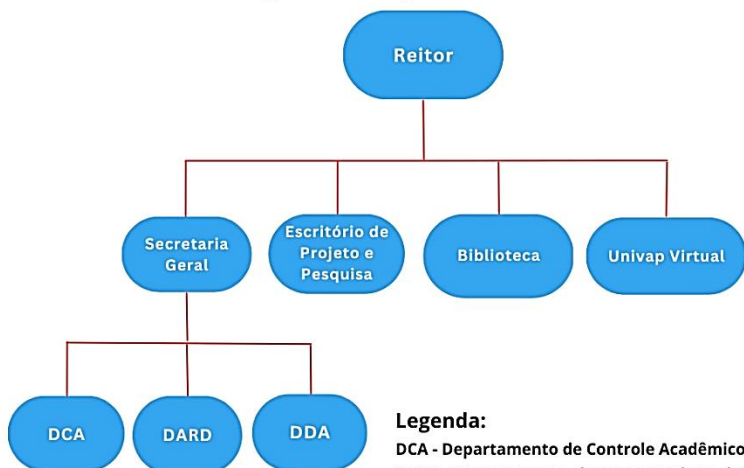 Reitor
Secretaria
Geral
Escritório de
Projeto e
Pesquisa
Biblioteca
Univap Virtual
DCA
DARD
DDA
Legenda:
DCA - Departamento de Controle Acadêmico